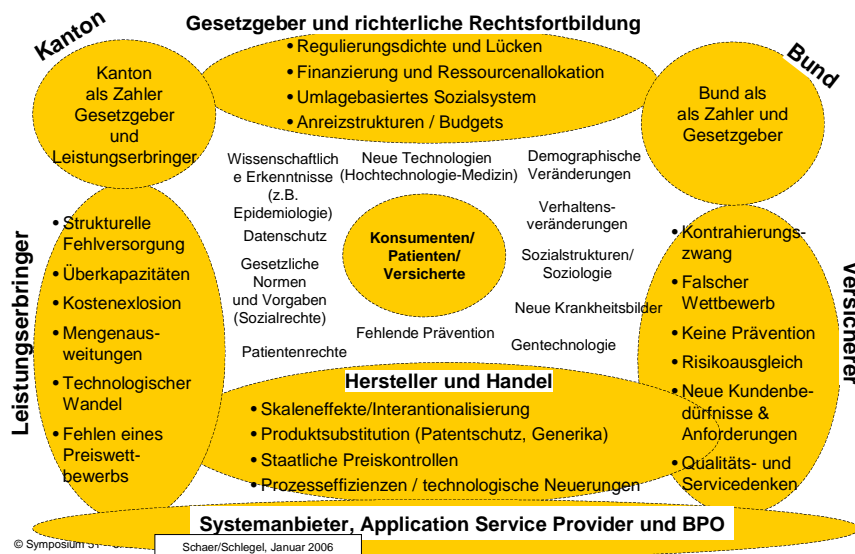 Gesetzgeber und richterliche Rechtsfortbildung
Kanton
Bund
Kanton
als Zahler
Gesetzgeber
und
Leistungserbringer
• Regulierungsdichte und Lücken
• Finanzierung und Ressourcenallokation
• Umlagebasiertes Sozialsystem
• Anreizstrukturen / Budgets
Bund als
als Zahler und
Gesetzgeber
Wissenschaftlich
e Erkenntnisse
(z.B.
Epidemiologie)
Neue Technologien
(Hochtechnologie-Medizin)
Demographische
Veränderungen
Verhaltens-
veränderungen
Datenschutz
Konsumenten/
Patienten/
Versicherte
Sozialstrukturen/
Soziologie
Gesetzliche
Normen
und Vorgaben
(Sozialrechte)
Neue Krankheitsbilder
Fehlende Prävention
Gentechnologie
Patientenrechte
Leistungserbringer
• Strukturelle
Fehlversorgung
• Überkapazitäten
• Kostenexplosion
• Mengenaus-
weitungen
• Technologischer
Wandel
• Fehlen eines
Preiswett-
bewerbs
Versicherer
• Kontrahierungs-
zwang
• Falscher
Wettbewerb
• Keine Prävention
• Risikoausgleich
• Neue Kundenbe-
dürfnisse &
Anforderungen
• Qualitäts- und
Servicedenken
Hersteller und Handel
• Skaleneffekte/Interantionalisierung
• Produktsubstitution (Patentschutz, Generika)
• Staatliche Preiskontrollen
• Prozesseffizienzen / technologische Neuerungen
Systemanbieter, Application Service Provider und BPO
© Symposium
Schaer/Schlegel, Januar 2006